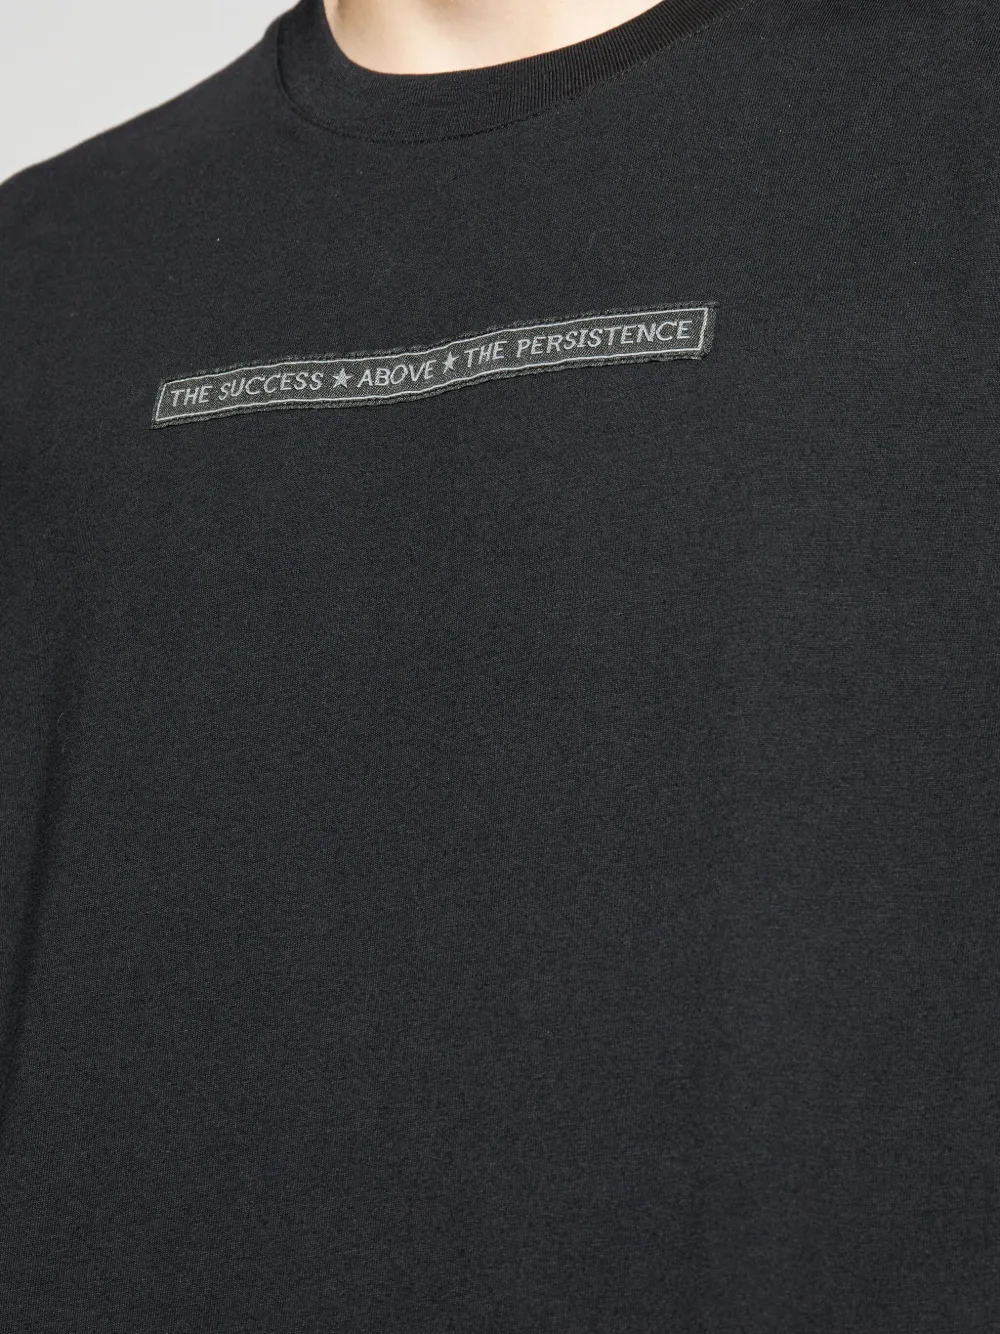 THE SUCCESS ★ ABOVE ★ THE PERSISTENCE